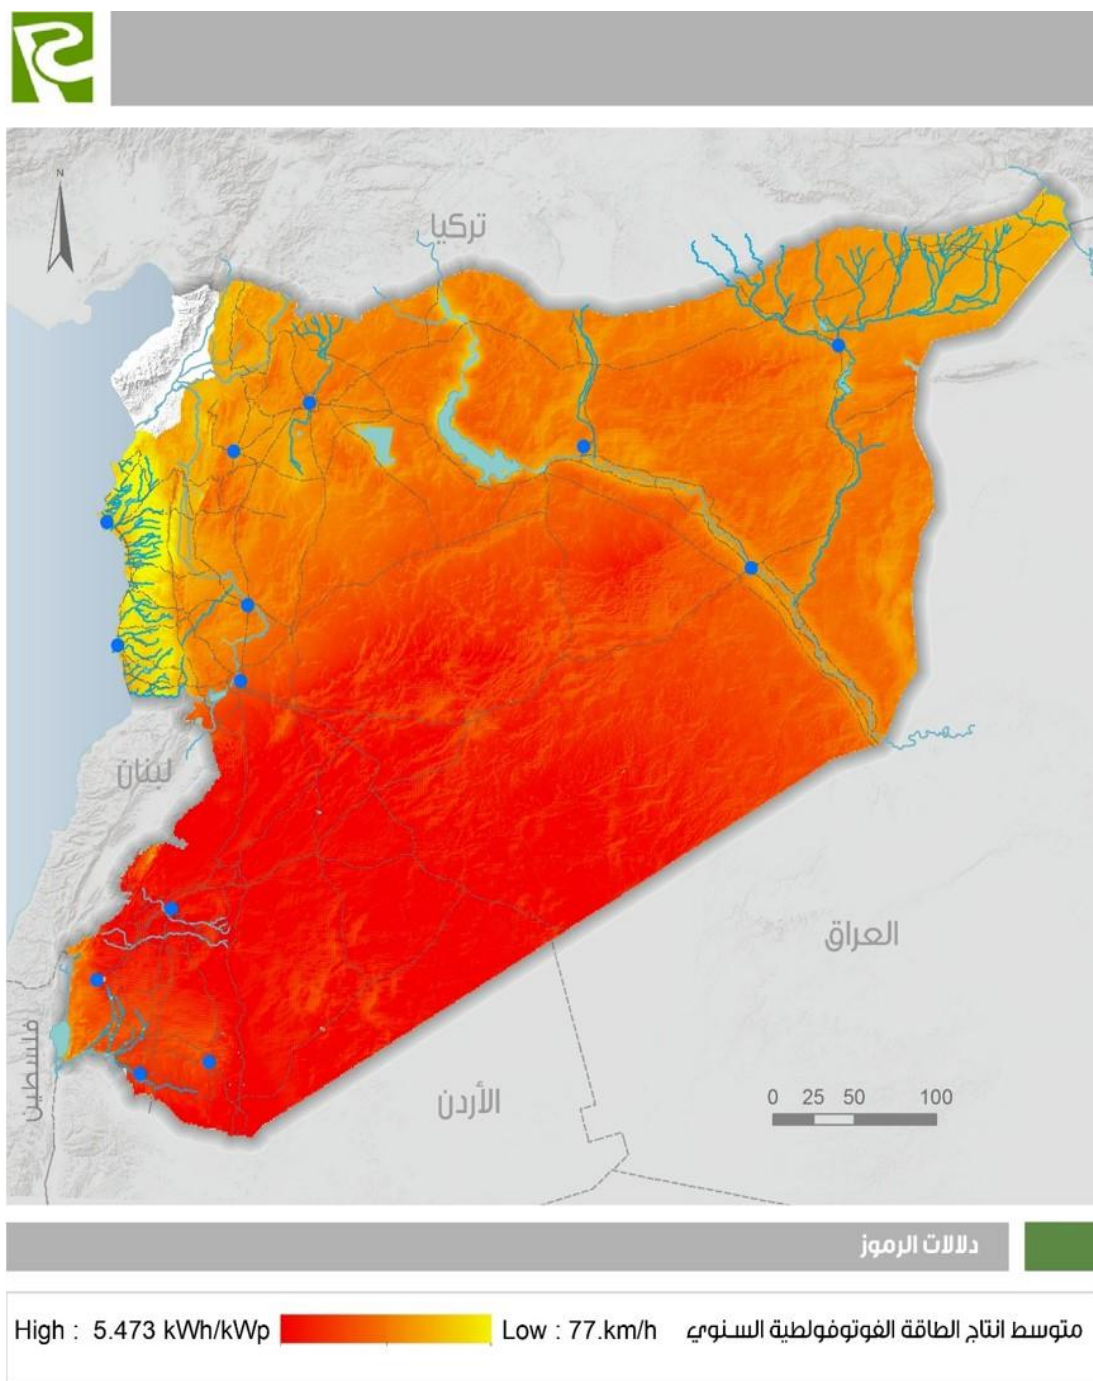 N
تركيا
لبنان
العراق
فلسطين
الأردن
0 25 50 100
دلالات الرموز
High : 5.473 kWh/kWp Low : 77.km/h متوسط انتاج الطاقة الفوتوفولطية السنوي